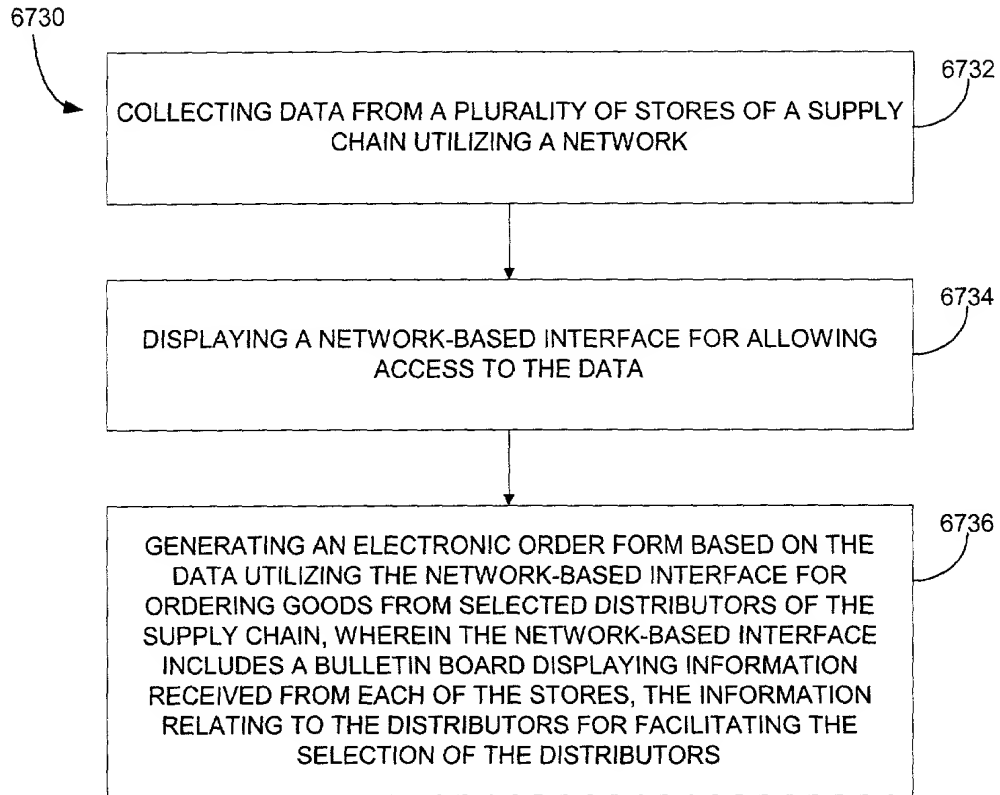 6730
6732
COLLECTING DATA FROM A PLURALITY OF STORES OF A SUPPLY
CHAIN UTILIZING A NETWORK
6734
DISPLAYING A NETWORK-BASED INTERFACE FOR ALLOWING
ACCESS TO THE DATA
6736
GENERATING AN ELECTRONIC ORDER FORM BASED ON THE
DATA UTILIZING THE NETWORK-BASED INTERFACE FOR
ORDERING GOODS FROM SELECTED DISTRIBUTORS OF THE
SUPPLY CHAIN, WHEREIN THE NETWORK-BASED INTERFACE
INCLUDES A BULLETIN BOARD DISPLAYING INFORMATION
RECEIVED FROM EACH OF THE STORES, THE INFORMATION
RELATING TO THE DISTRIBUTORS FOR FACILITATING THE
SELECTION OF THE DISTRIBUTORS